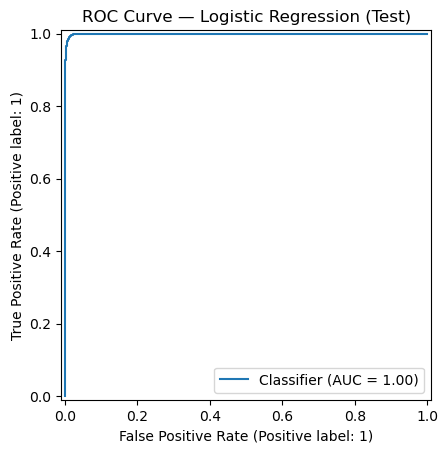 ROC Curve — Logistic Regression (Test)
1.0
0.8
0.6
0.4
0.2
0.0
True Positive Rate (Positive label: 1)
Classifier (AUC = 1.00)
0.0 0.2 0.4 0.6 0.8 1.0
False Positive Rate (Positive label: 1)